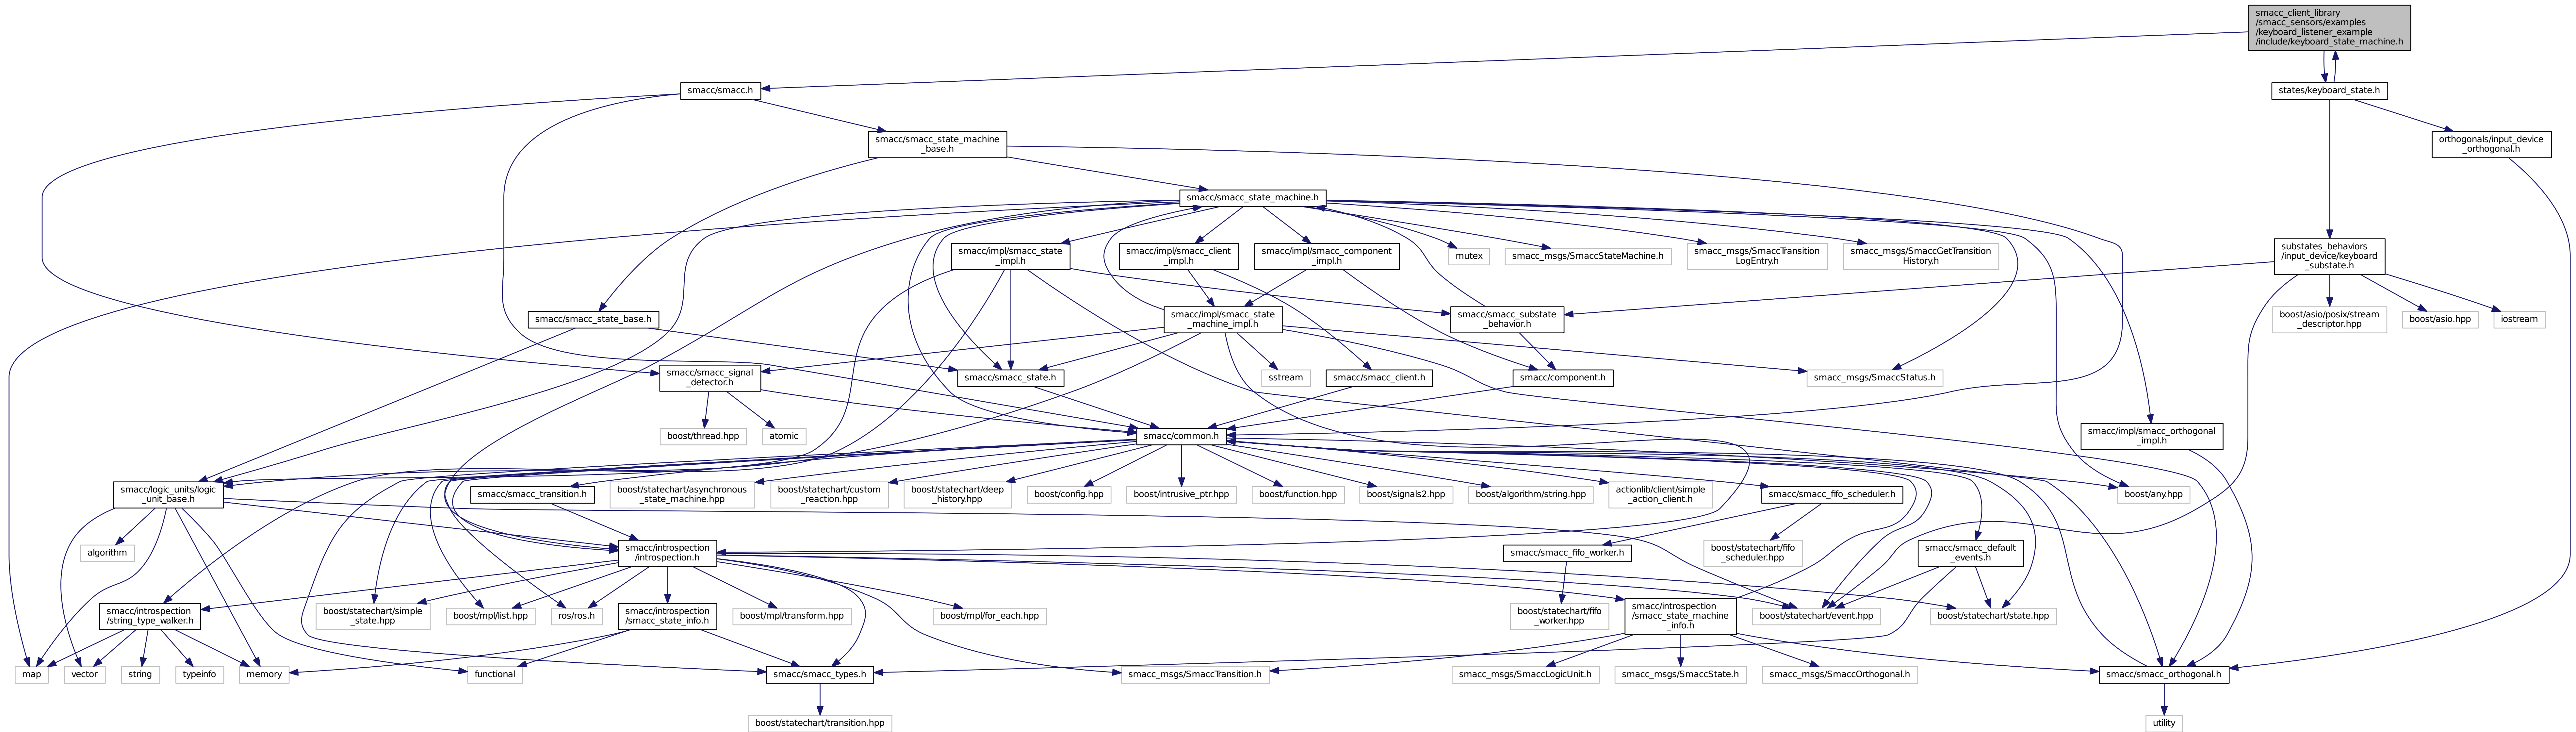 smacc_client_library
/smacc_sensors/examples
/keyboard_listener_example
/include/keyboard_state_machine.h
smacc/smacc.h
states/keyboard_state.h
smacc/smacc_state_machine
_base.h
orthogonals/input_device
_orthogonal.h
smacc/smacc_state_machine.h
smacc/impl/smacc_state
_impl.h
smacc/impl/smacc_client
_impl.h
smacc/impl/smacc_component
_impl.h
mutex
smacc_msgs/SmaccStateMachine.h
smacc_msgs/SmaccTransition
LogEntry.h
smacc_msgs/SmaccGetTransition
History.h
substates_behaviors
/input_device/keyboard
_substate.h
smacc/smacc_state_base.h
smacc/impl/smacc_state
_machine_impl.h
smacc/smacc_substate
_behavior.h
boost/asio/posix/stream
_descriptor.hpp
boost/asio.hpp
iostream
smacc/smacc_signal
_detector.h
smacc/smacc_state.h
sstream
smacc/smacc_client.h
smacc/component.h
smacc_msgs/SmaccStatus.h
boost/thread.hpp
atomic
smacc/common.h
smacc/impl/smacc_orthogonal
_impl.h
smacc/logic_units/logic
_unit_base.h
smacc/smacc_transition.h
boost/statechart/asynchronous
_state_machine.hpp
boost/statechart/custom
_reaction.hpp
boost/statechart/deep
_history.hpp
boost/config.hpp
boost/intrusive_ptr.hpp
boost/function.hpp
boost/signals2.hpp
boost/algorithm/string.hpp
actionlib/client/simple
_action_client.h
smacc/smacc_fifo_scheduler.h
boost/any.hpp
algorithm
smacc/introspection
/introspection.h
smacc/smacc_fifo_worker.h
boost/statechart/fifo
_scheduler.hpp
smacc/smacc_default
_events.h
smacc/introspection
/string_type_walker.h
boost/statechart/simple
_state.hpp
boost/mpl/list.hpp
ros/ros.h
smacc/introspection
/smacc_state_info.h
boost/mpl/transform.hpp
boost/mpl/for_each.hpp
boost/statechart/fifo
_worker.hpp
smacc/introspection
/smacc_state_machine
_info.h
boost/statechart/event.hpp
boost/statechart/state.hpp
map
vector
string
typeinfo
memory
functional
smacc/smacc_types.h
smacc_msgs/SmaccTransition.h
smacc_msgs/SmaccLogicUnit.h
smacc_msgs/SmaccState.h
smacc_msgs/SmaccOrthogonal.h
smacc/smacc_orthogonal.h
boost/statechart/transition.hpp
utility